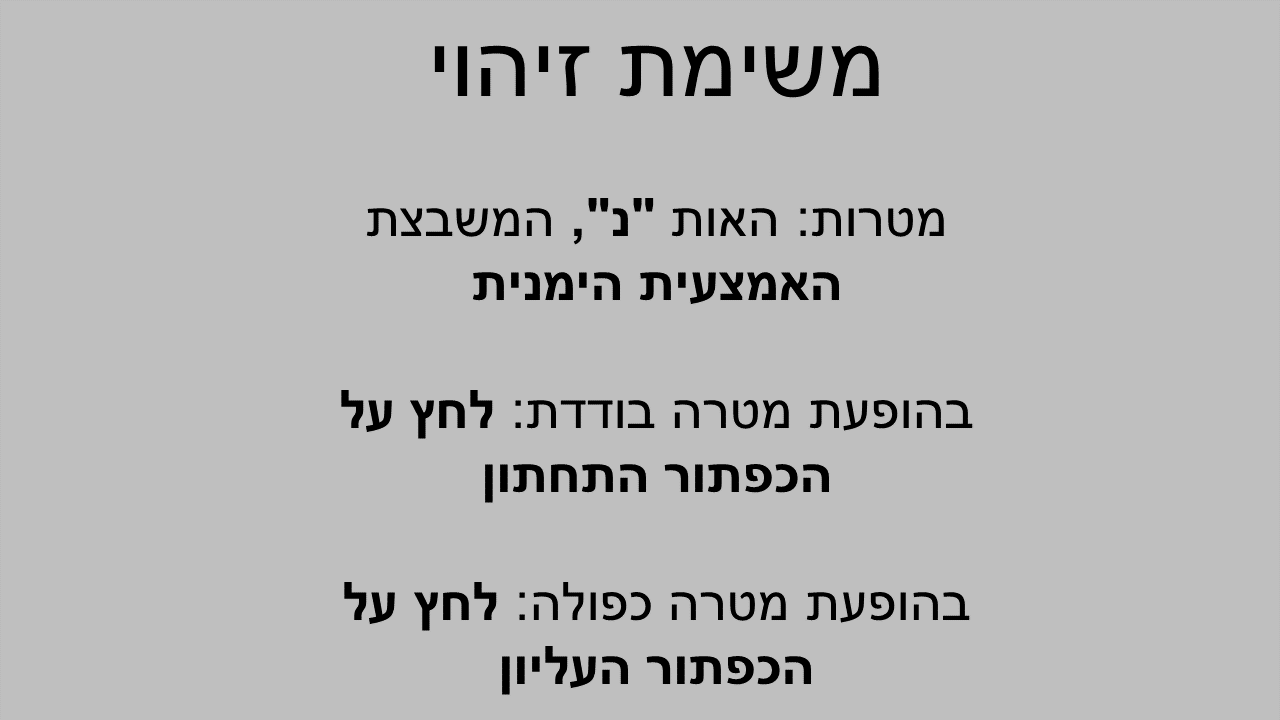 משימת זיהוי
מטרות: האות "נ", המשבצת
האמצעית הימנית
בהופעת מטרה בודדת: לחץ על
הכפתור התחתון
בהופעת מטרה כפולה: לחץ על
הכפתור העליון